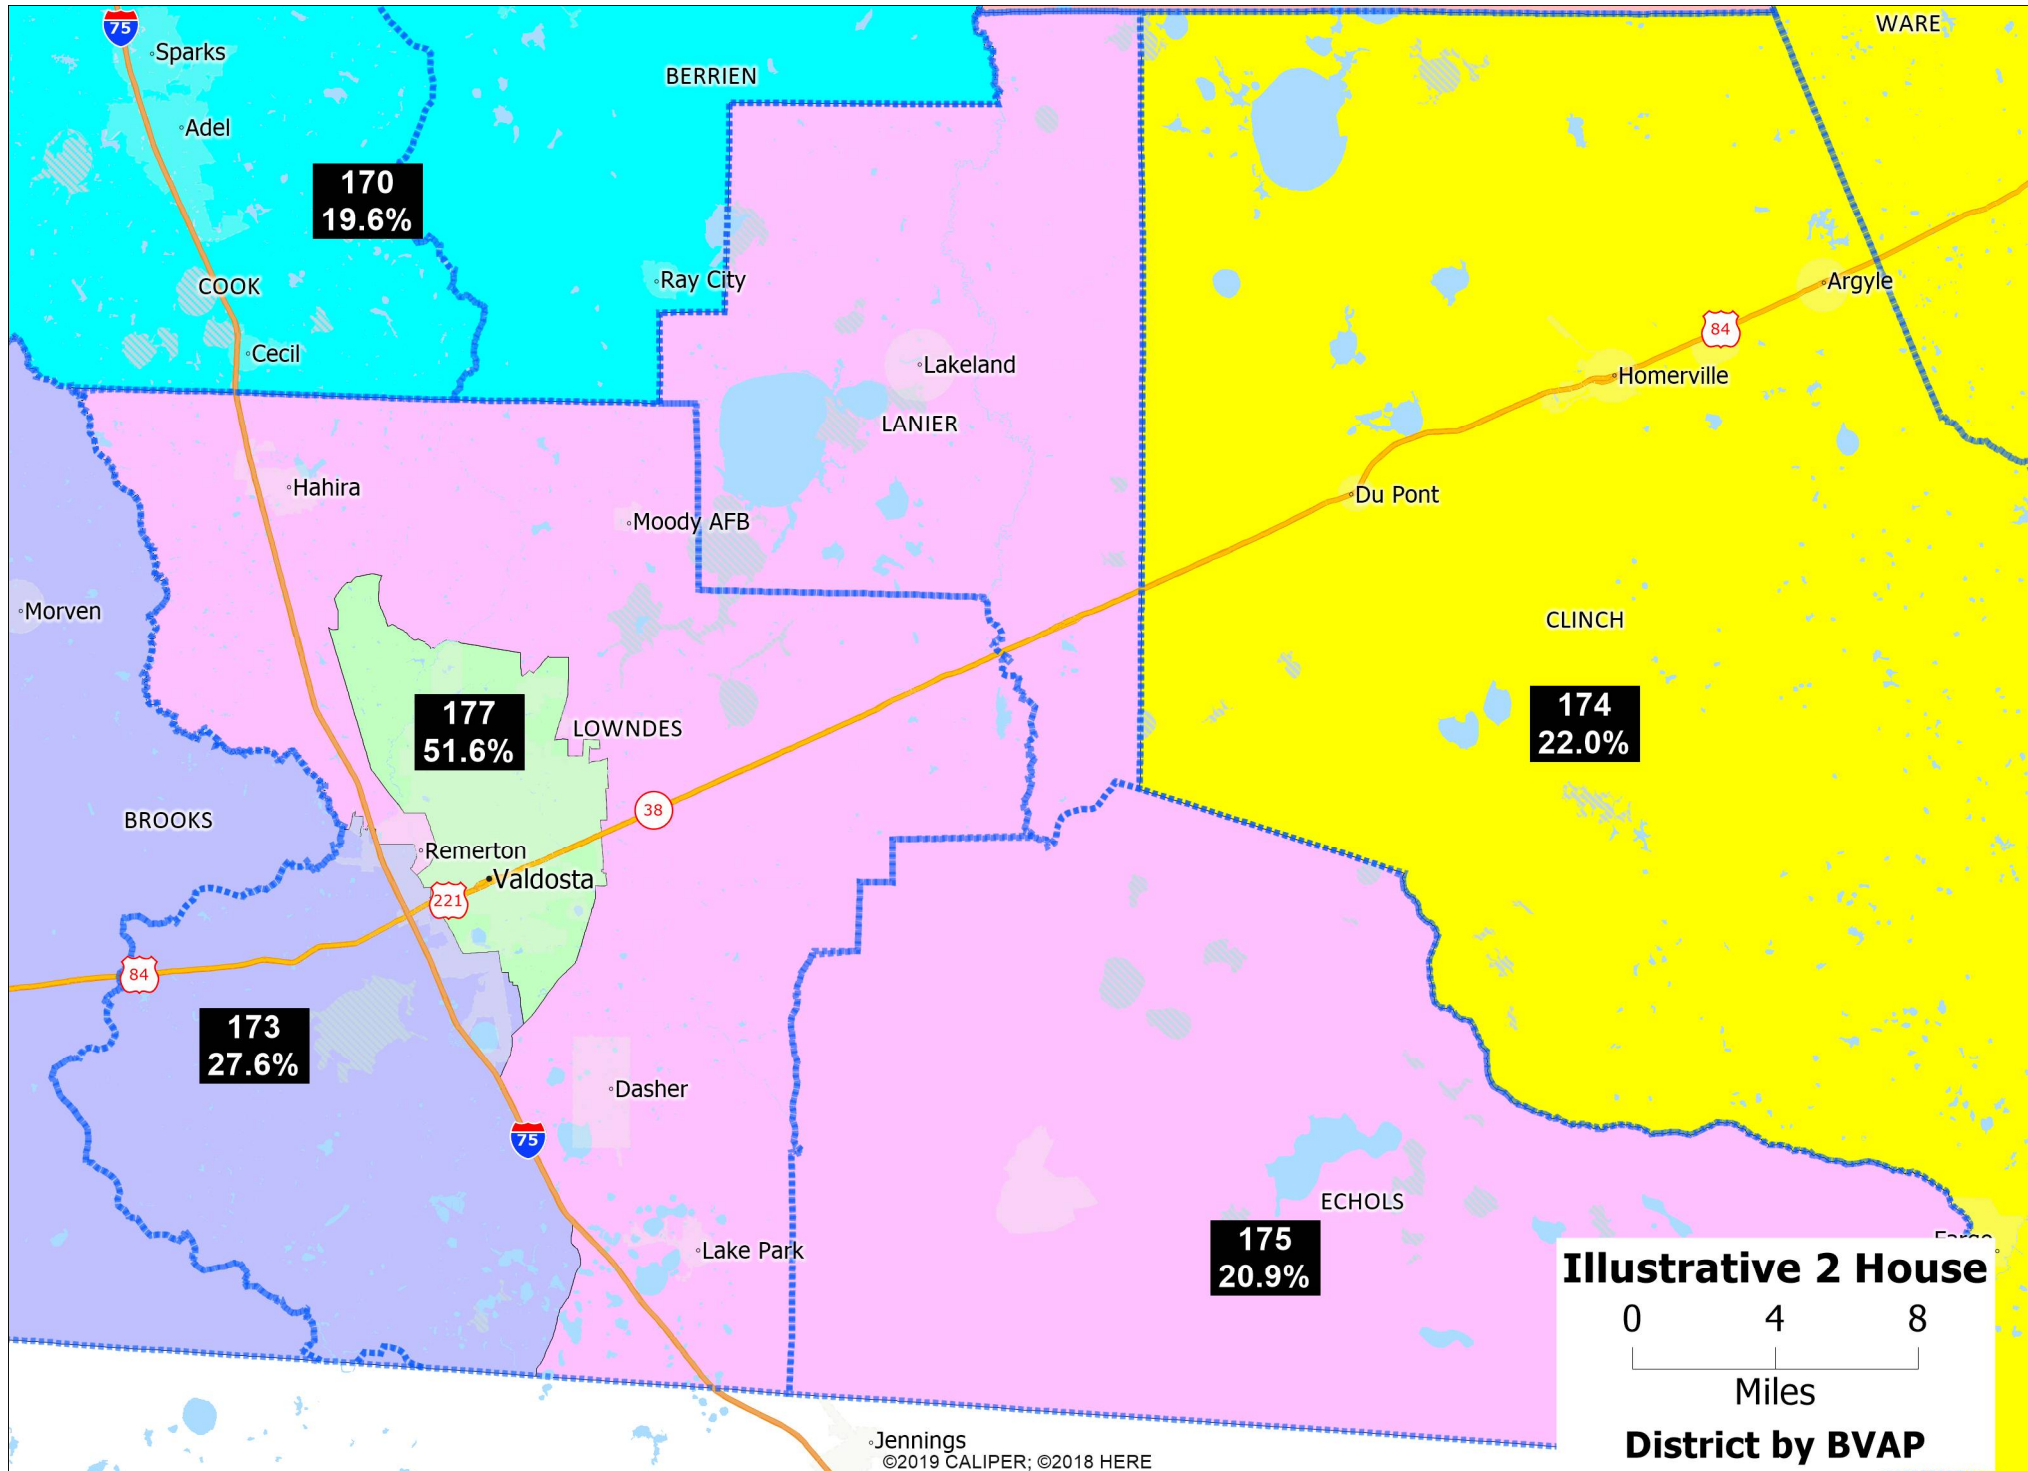 75
Sparks
WARE
BERRIEN
Adel
170
19.6%
COOK
Ray City
Argyle
84
Cecil
Lakeland
Homerville
LANIER
Hahira
Du Pont
Moody AFB
Morven
CLINCH
177
51.6%
LOWNDES
174
22.0%
38
BROOKS
Remerton
Valdosta
221
84
173
27.6%
Dasher
75
ECHOLS
175
20.9%
Lake Park
Illustrative 2 House
0 4 8
Miles
District by BVAP
Jennings
©2019 CALIPER; ©2018 HERE